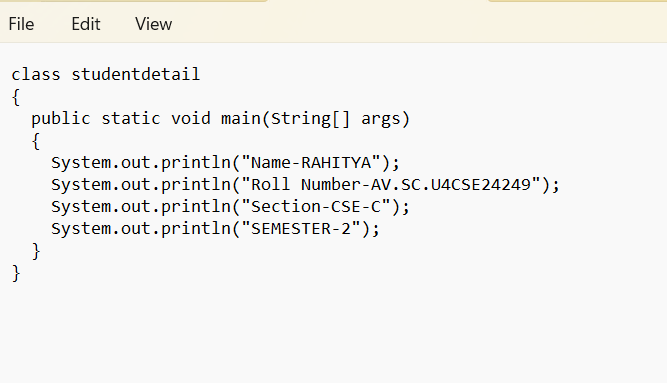 File Edit View
class studentdetail
{
  public static void main(String[] args)
  {
    System.out.println("Name-RAHITYA");
    System.out.println("Roll Number-AV.SC.U4CSE24249");
    System.out.println("Section-CSE-C");
    System.out.println("SEMESTER-2");
  }
}